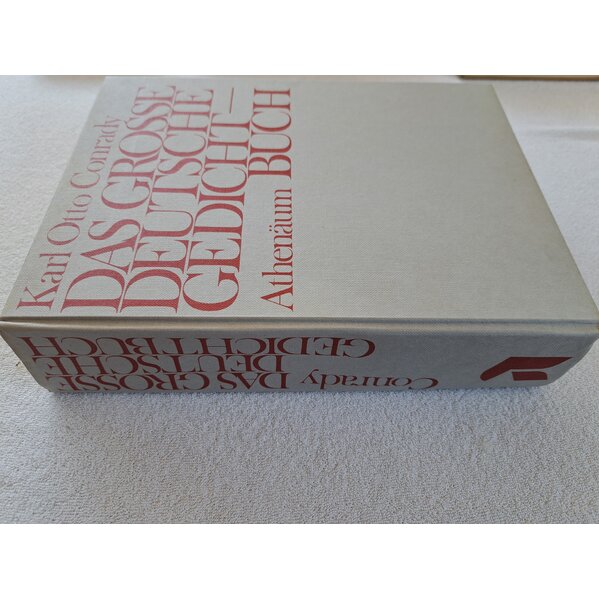 Karl Otto Conrady
DAS GROSSE
DEUTSCHE
GEDICHT—
Athenäum BUCH
Conrady DAS GROSSE
DEUTSCHE
GEDICHTBUCH